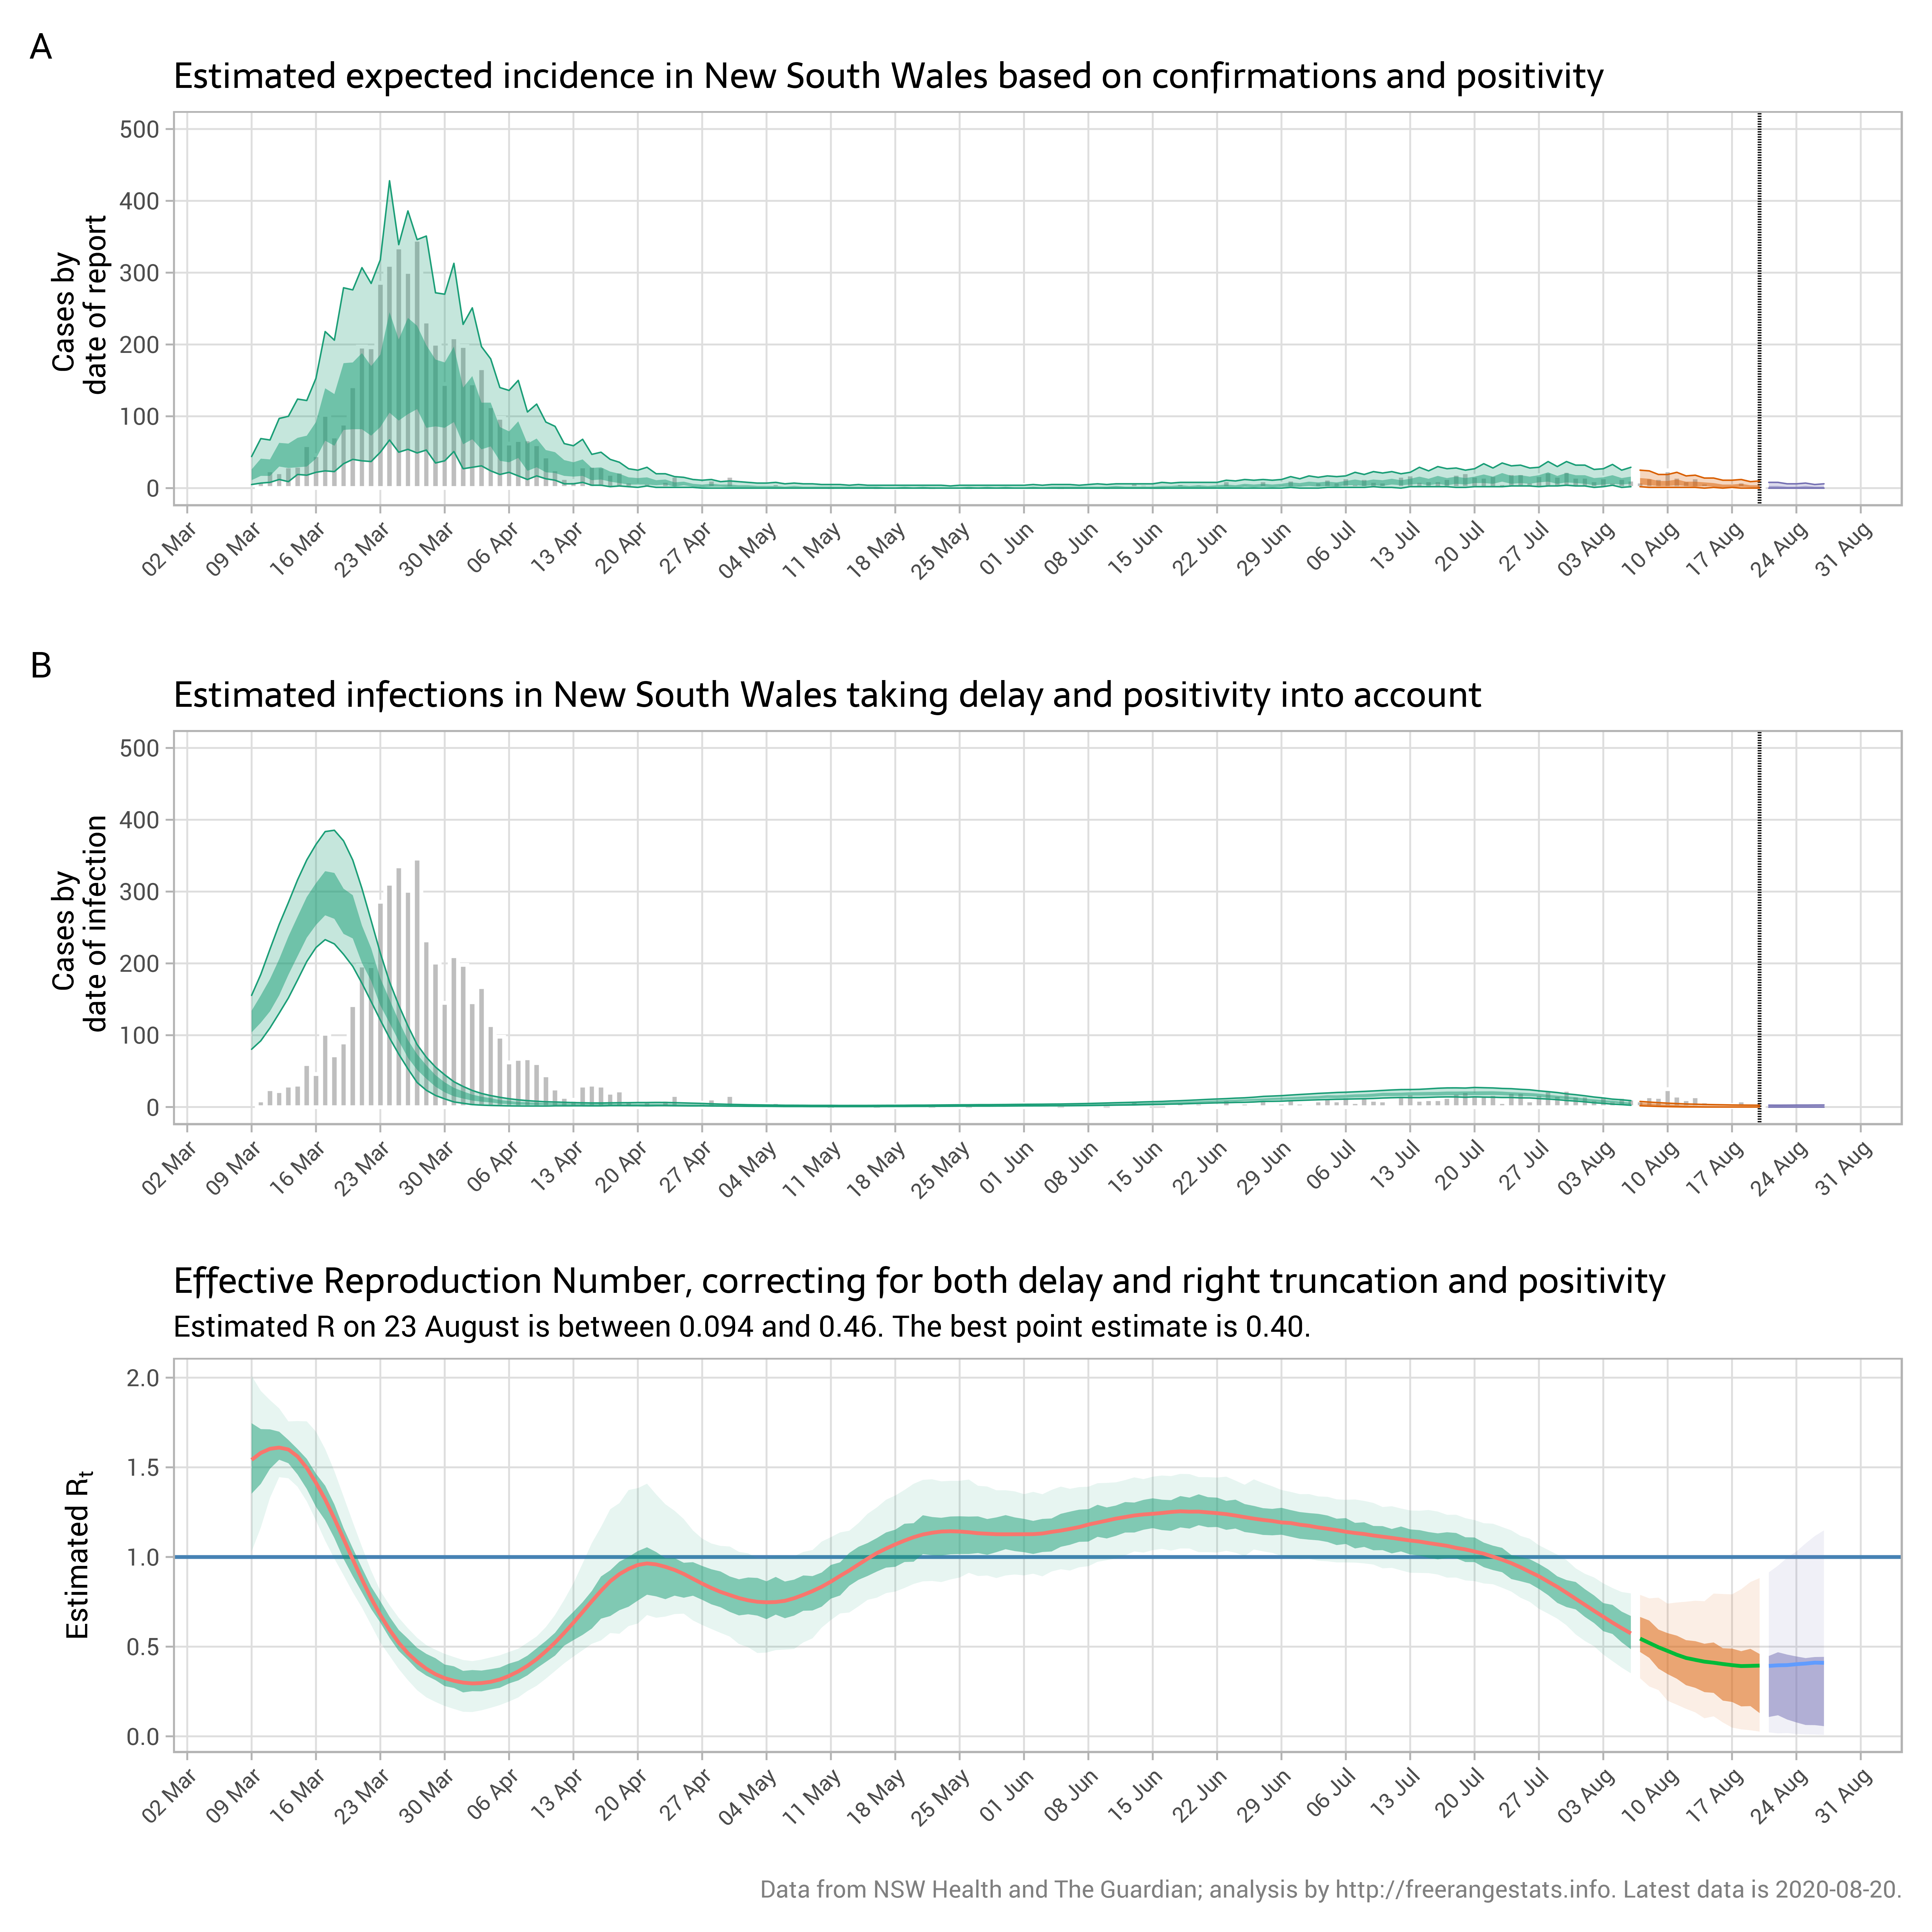 A
Estimated expected incidence in New South Wales based on confirmations and positivity
Cases by
date of report
500
400
300
200
100
0
02 Mar 09 Mar 16 Mar 23 Mar 30 Mar 06 Apr 13 Apr 20 Apr 27 Apr 04 May 11 May 18 May 25 May 01 Jun 08 Jun 15 Jun 22 Jun 29 Jun 06 Jul 13 Jul 20 Jul 27 Jul 03 Aug 10 Aug 17 Aug 24 Aug 31 Aug
B
Estimated infections in New South Wales taking delay and positivity into account
Cases by
date of infection
500
400
300
200
100
0
02 Mar 09 Mar 16 Mar 23 Mar 30 Mar 06 Apr 13 Apr 20 Apr 27 Apr 04 May 11 May 18 May 25 May 01 Jun 08 Jun 15 Jun 22 Jun 29 Jun 06 Jul 13 Jul 20 Jul 27 Jul 03 Aug 10 Aug 17 Aug 24 Aug 31 Aug
Effective Reproduction Number, correcting for both delay and right truncation and positivity
Estimated R on 23 August is between 0.094 and 0.46. The best point estimate is 0.40.
Estimated Rt
2.0
1.5
1.0
0.5
0.0
02 Mar 09 Mar 16 Mar 23 Mar 30 Mar 06 Apr 13 Apr 20 Apr 27 Apr 04 May 11 May 18 May 25 May 01 Jun 08 Jun 15 Jun 22 Jun 29 Jun 06 Jul 13 Jul 20 Jul 27 Jul 03 Aug 10 Aug 17 Aug 24 Aug 31 Aug
Data from NSW Health and The Guardian; analysis by http://freerangestats.info. Latest data is 2020-08-20.